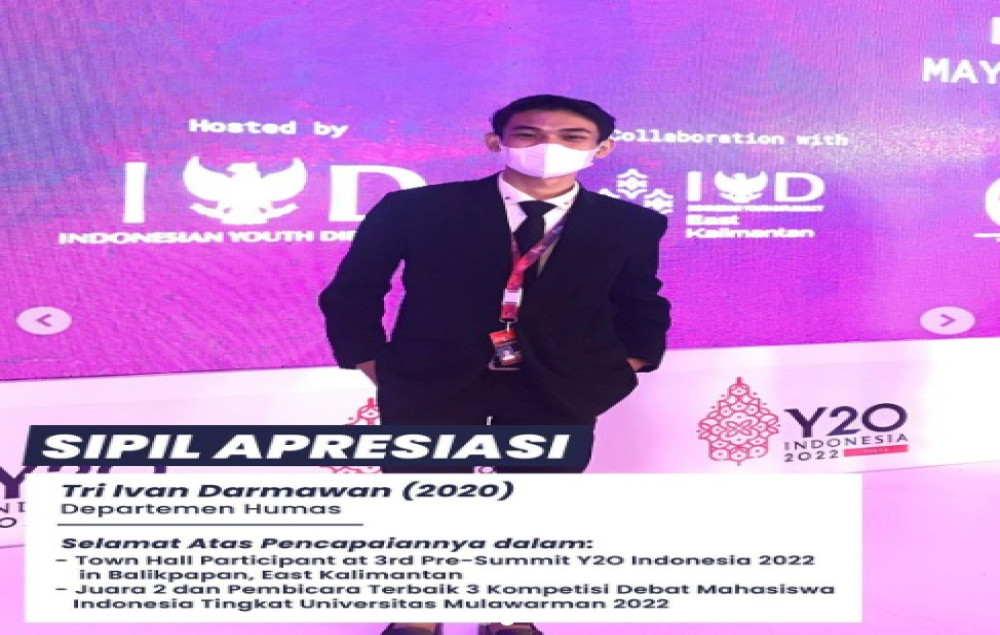 MAY
Hosted by
Collaboration with
I D
IYD
INDONESIAN YOUTH DI
East
Kalimantan
Y20
INDONESIA
2022
SIPIL APRESIASI
Tri Ivan Darmawan (2020)
Departemen Humas
Selamat Atas Pencapaiannya dalam:
- Town Hall Participant at 3rd Pre-Summit Y20 Indonesia 2022
in Balikpapan, East Kalimantan
- Juara 2 dan Pembicara Terbaik 3 Kompetisi Debat Mahasiswa
Indonesia Tingkat Universitas Mulawarman 2022